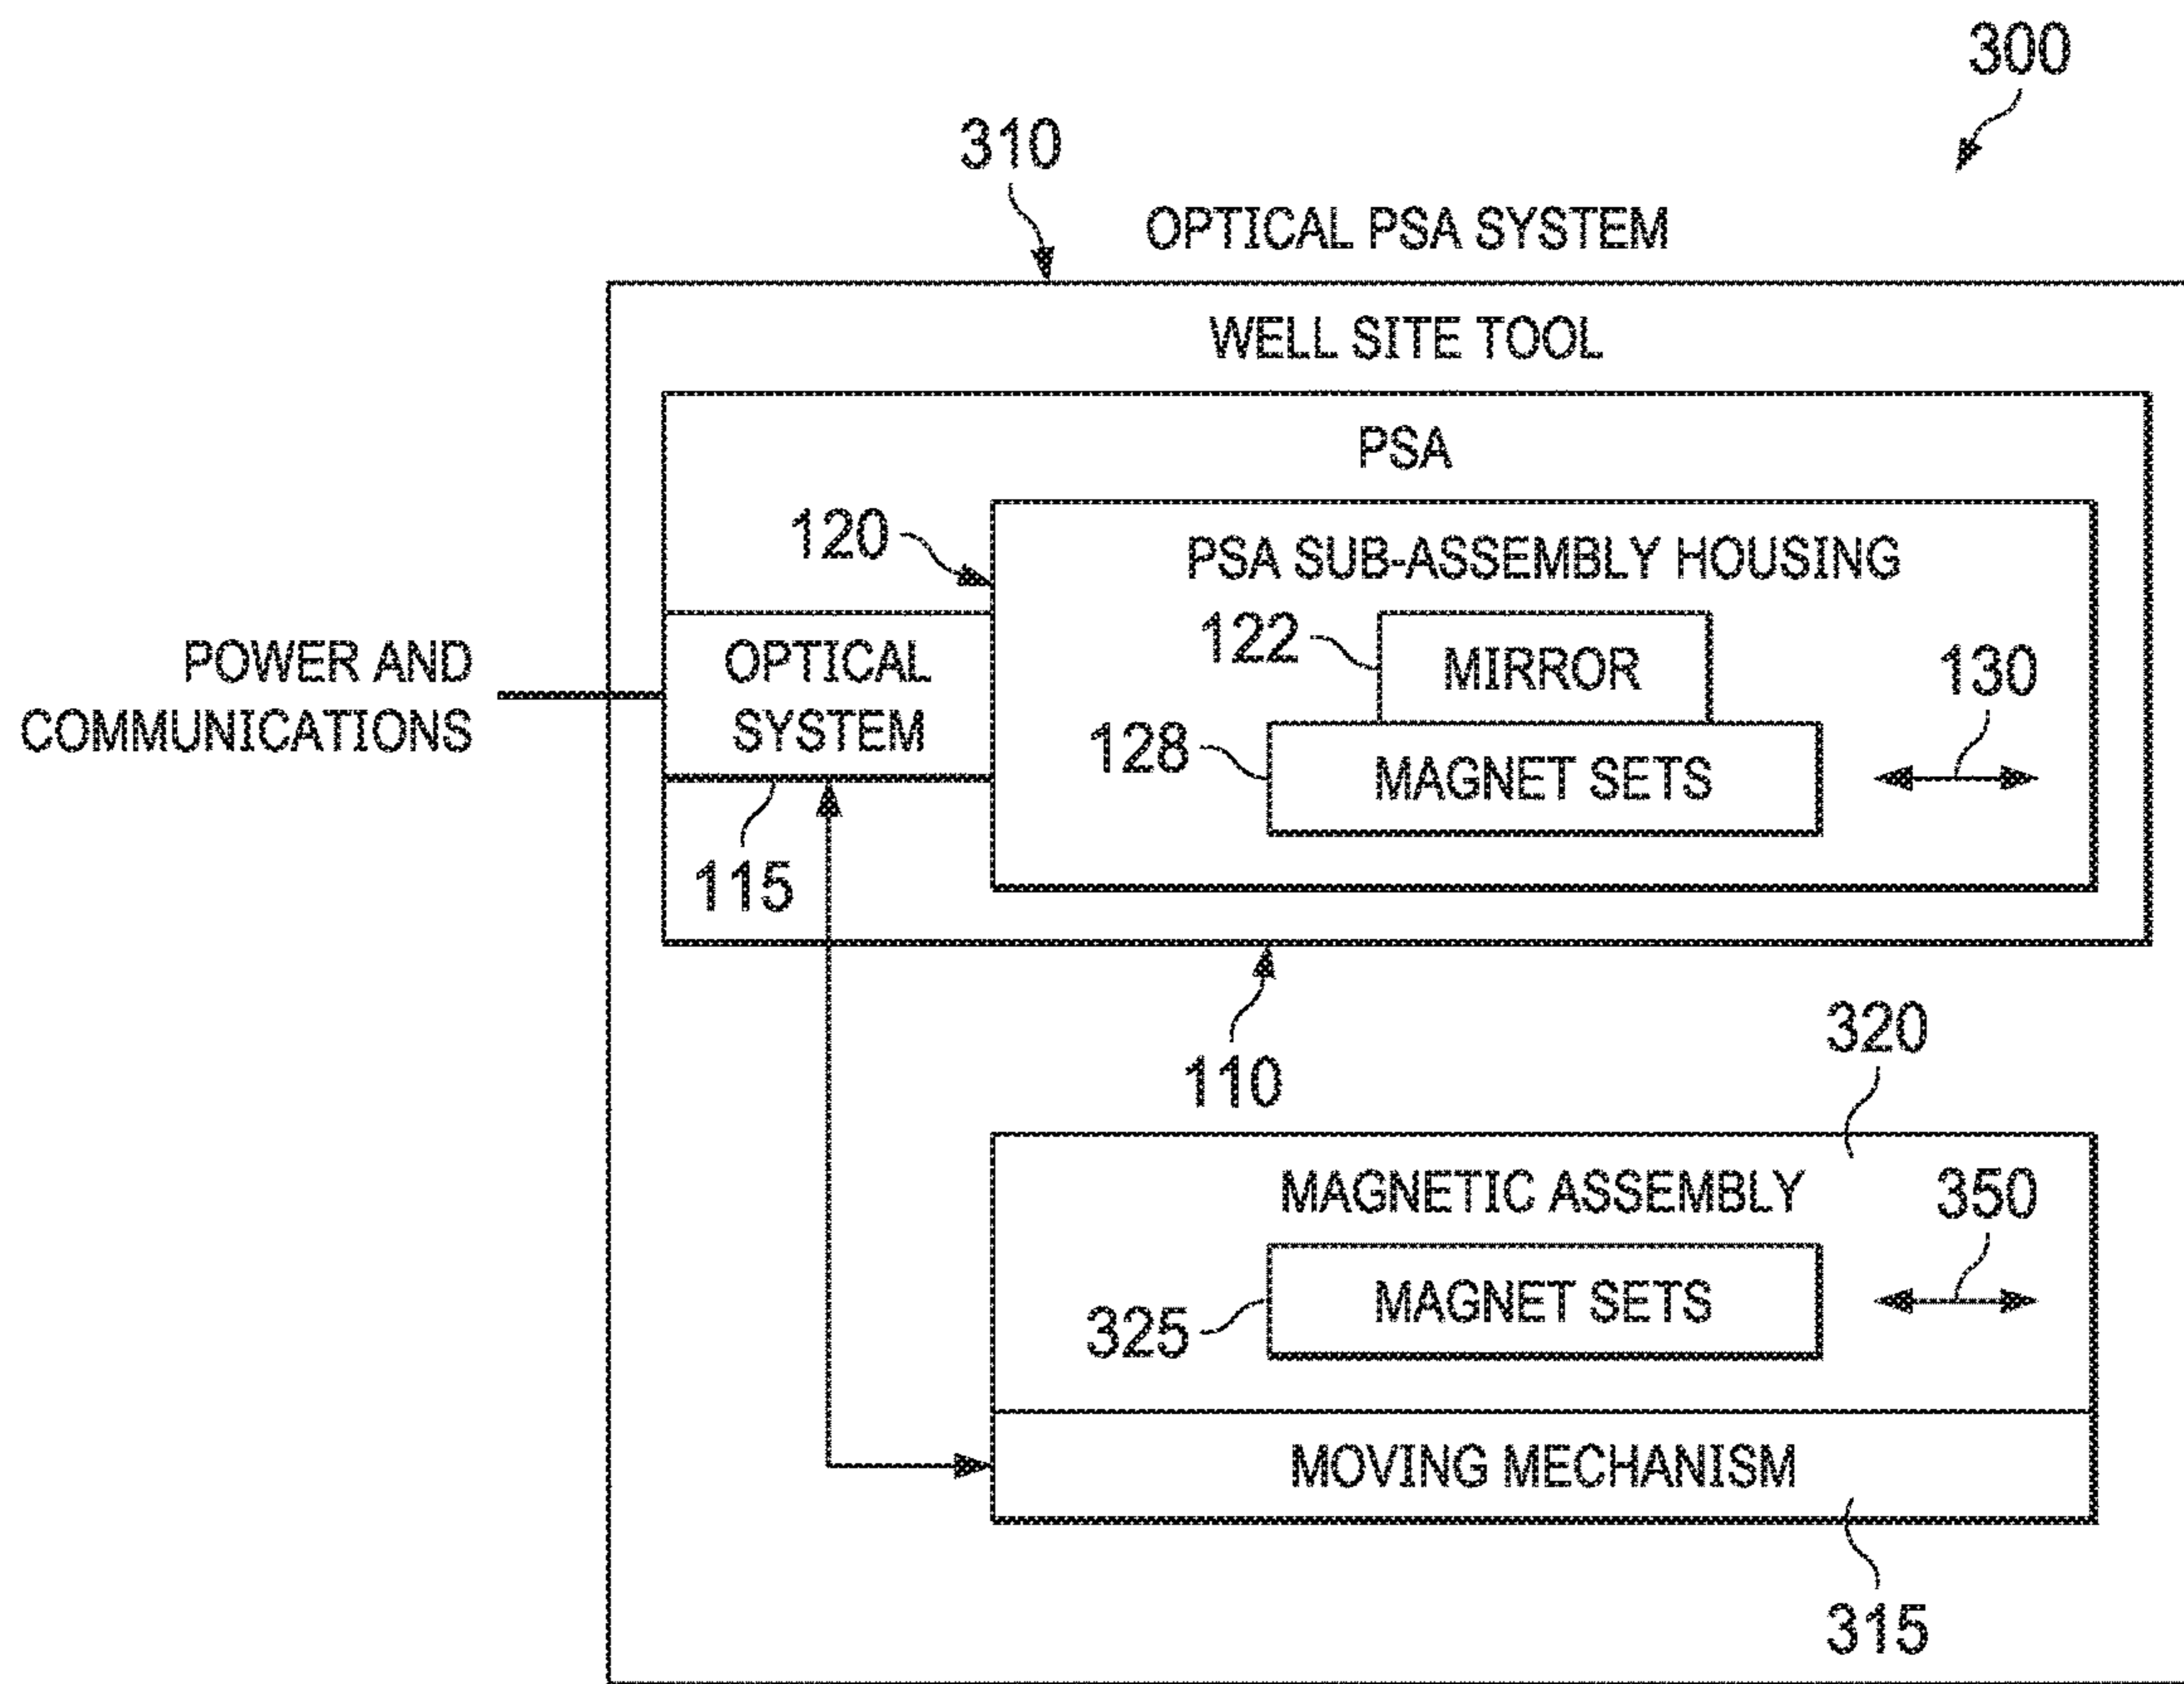 300
310
OPTICAL PSA SYSTEM
WELL SITE TOOL
PSA
120
PSA SUB-ASSEMBLY HOUSING
122
MIRROR
130
POWER AND
COMMUNICATIONS
OPTICAL
SYSTEM
128
MAGNET SETS
115
110
320
MAGNETIC ASSEMBLY
350
325
MAGNET SETS
MOVING MECHANISM
315